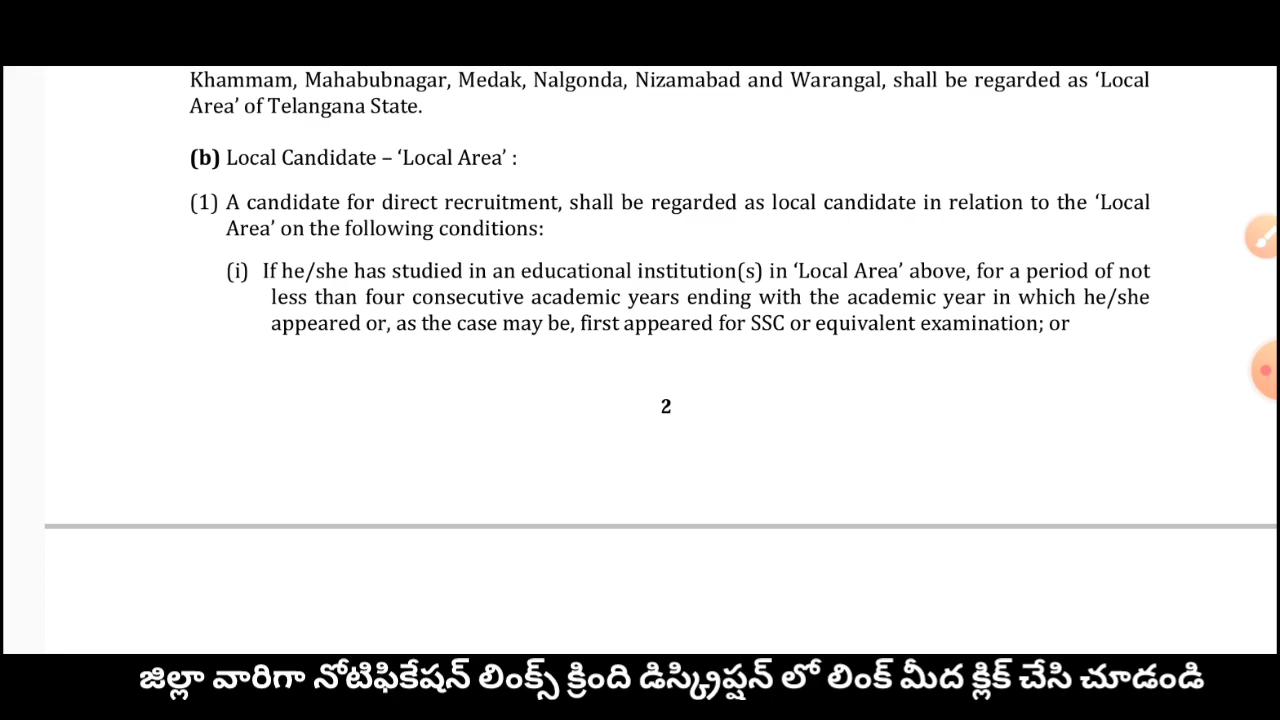 Khammam, Mahabubnagar, Medak, Nalgonda, Nizamabad and Warangal, shall be regarded as ‘Local
Area’ of Telangana State.
(b) Local Candidate – ‘Local Area’ :
(1) A candidate for direct recruitment, shall be regarded as local candidate in relation to the ‘Local
Area’ on the following conditions:
(i) If he/she has studied in an educational institution(s) in ‘Local Area’ above, for a period of not
less than four consecutive academic years ending with the academic year in which he/she
appeared or, as the case may be, first appeared for SSC or equivalent examination; or
2
జిల్లా వారిగా నోటిఫికేషన్ లింక్స్ క్రింది డిస్క్రిప్షన్ లో లింక్ మీద క్లిక్ చేసి చూడండి